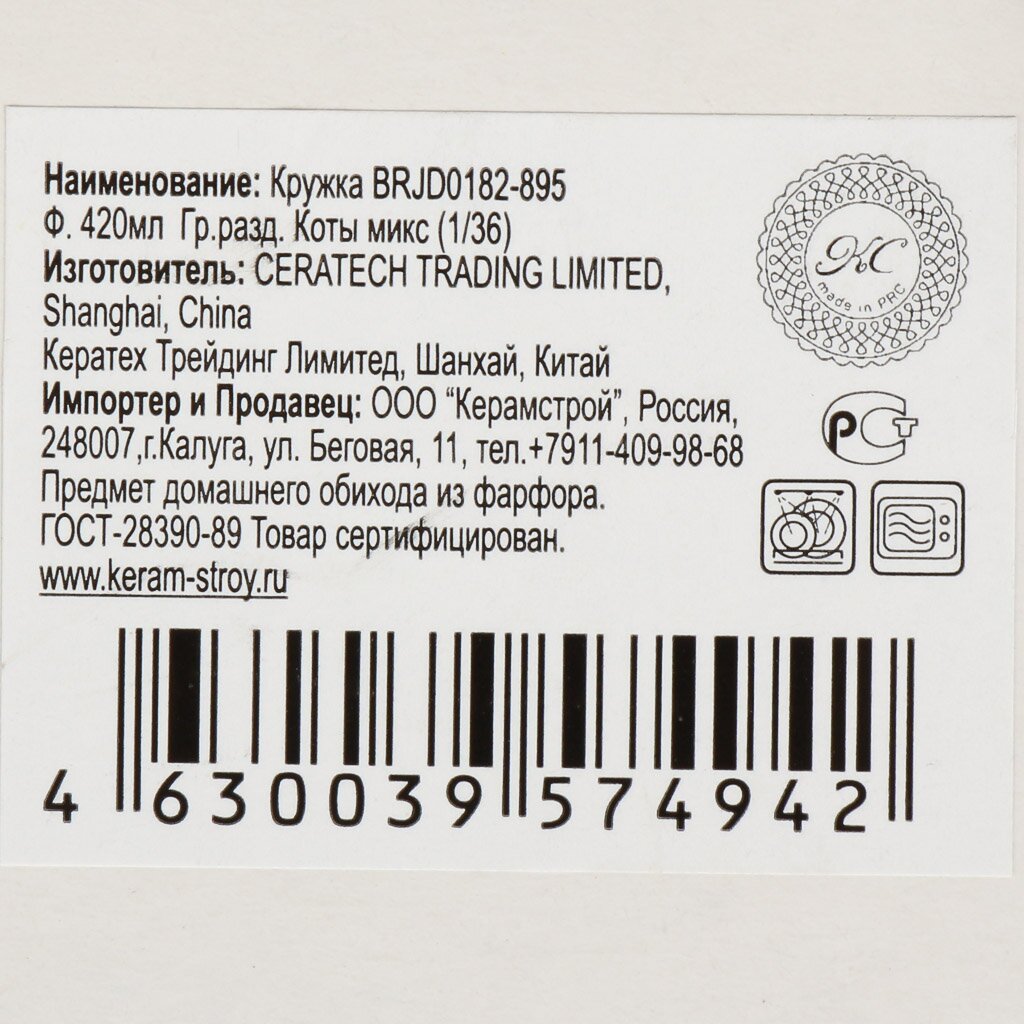 Наименование: Кружка BRJD0182-895
Ф. 420мл Гр.разд. Коты микс (1/36)
Изготовитель: CERATECH TRADING LIMITED,
Shanghai, China
Кератех Трейдинг Лимитед, Шанхай, Китай
Импортер и Продавец: ООО “Керамстрой”, Россия,
248007,г.Калуга, ул. Беговая, 11, тел.+7911-409-98-68
Предмет домашнего обихода из фарфора.
ГОСТ-28390-89 Товар сертифицирован.
www.keram-stroy.ru
КС
made in PRC
РСТ
4 630039 574942